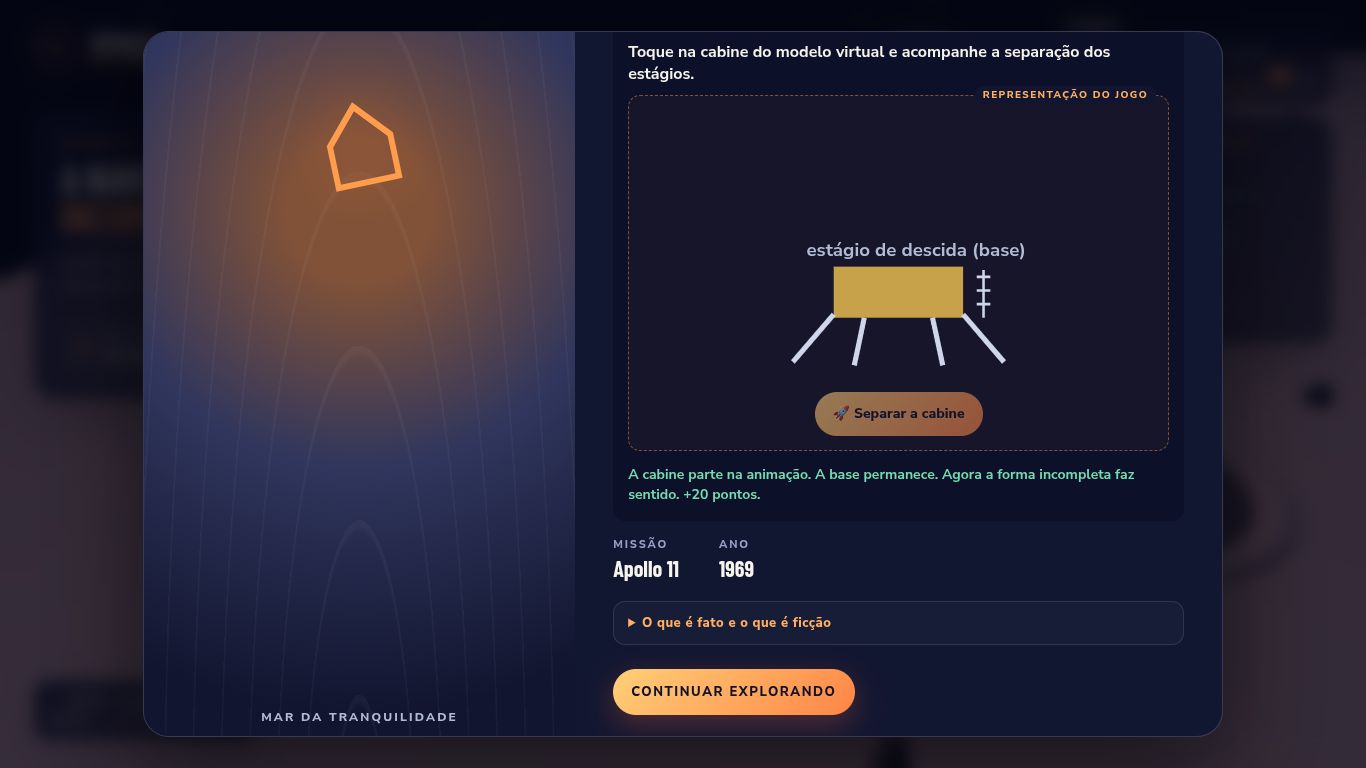 Toque na cabine do modelo virtual e acompanhe a separação dos
estágios.
REPRESENTAÇÃO DO JOGO
estágio de descida (base)
🚀 Separar a cabine
A cabine parte na animação. A base permanece. Agora a forma incompleta faz
sentido. +20 pontos.
MISSÃO
ANO
Apollo 11
1969
▶ O que é fato e o que é ficção
CONTINUAR EXPLORANDO
MAR DA TRANQUILIDADE